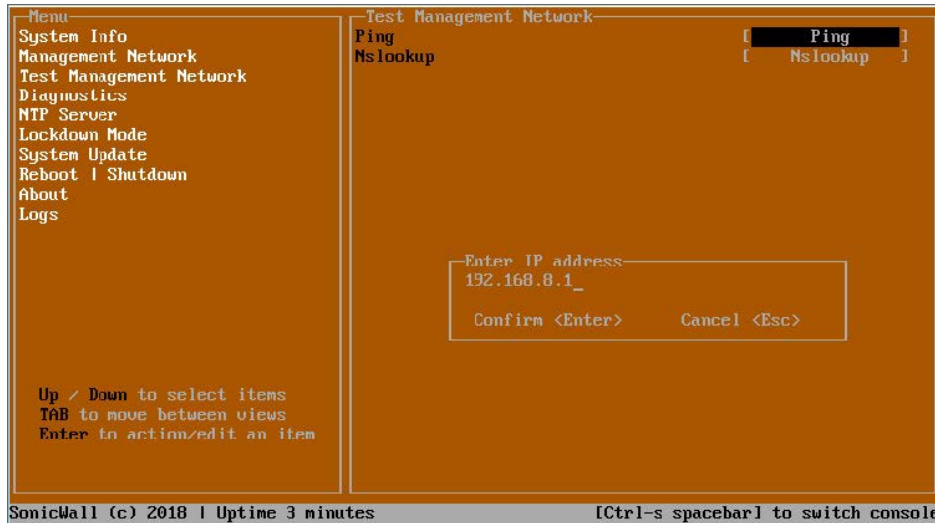 Menu
System Info
Management Network
Test Management Network
Diagnostics
NTP Server
Lockdown Mode
System Update
Reboot | Shutdown
About
Logs
Up / Down to select items
TAB to move between views
Enter to action/edit an item
Test Management Network
Ping [ Ping ]
Nslookup [ Nslookup ]
Enter IP address
192.168.8.1_
Confirm <Enter> Cancel <Esc>
SonicWall (c) 2018 | Uptime 3 minutes [Ctrl-s spacebar] to switch console